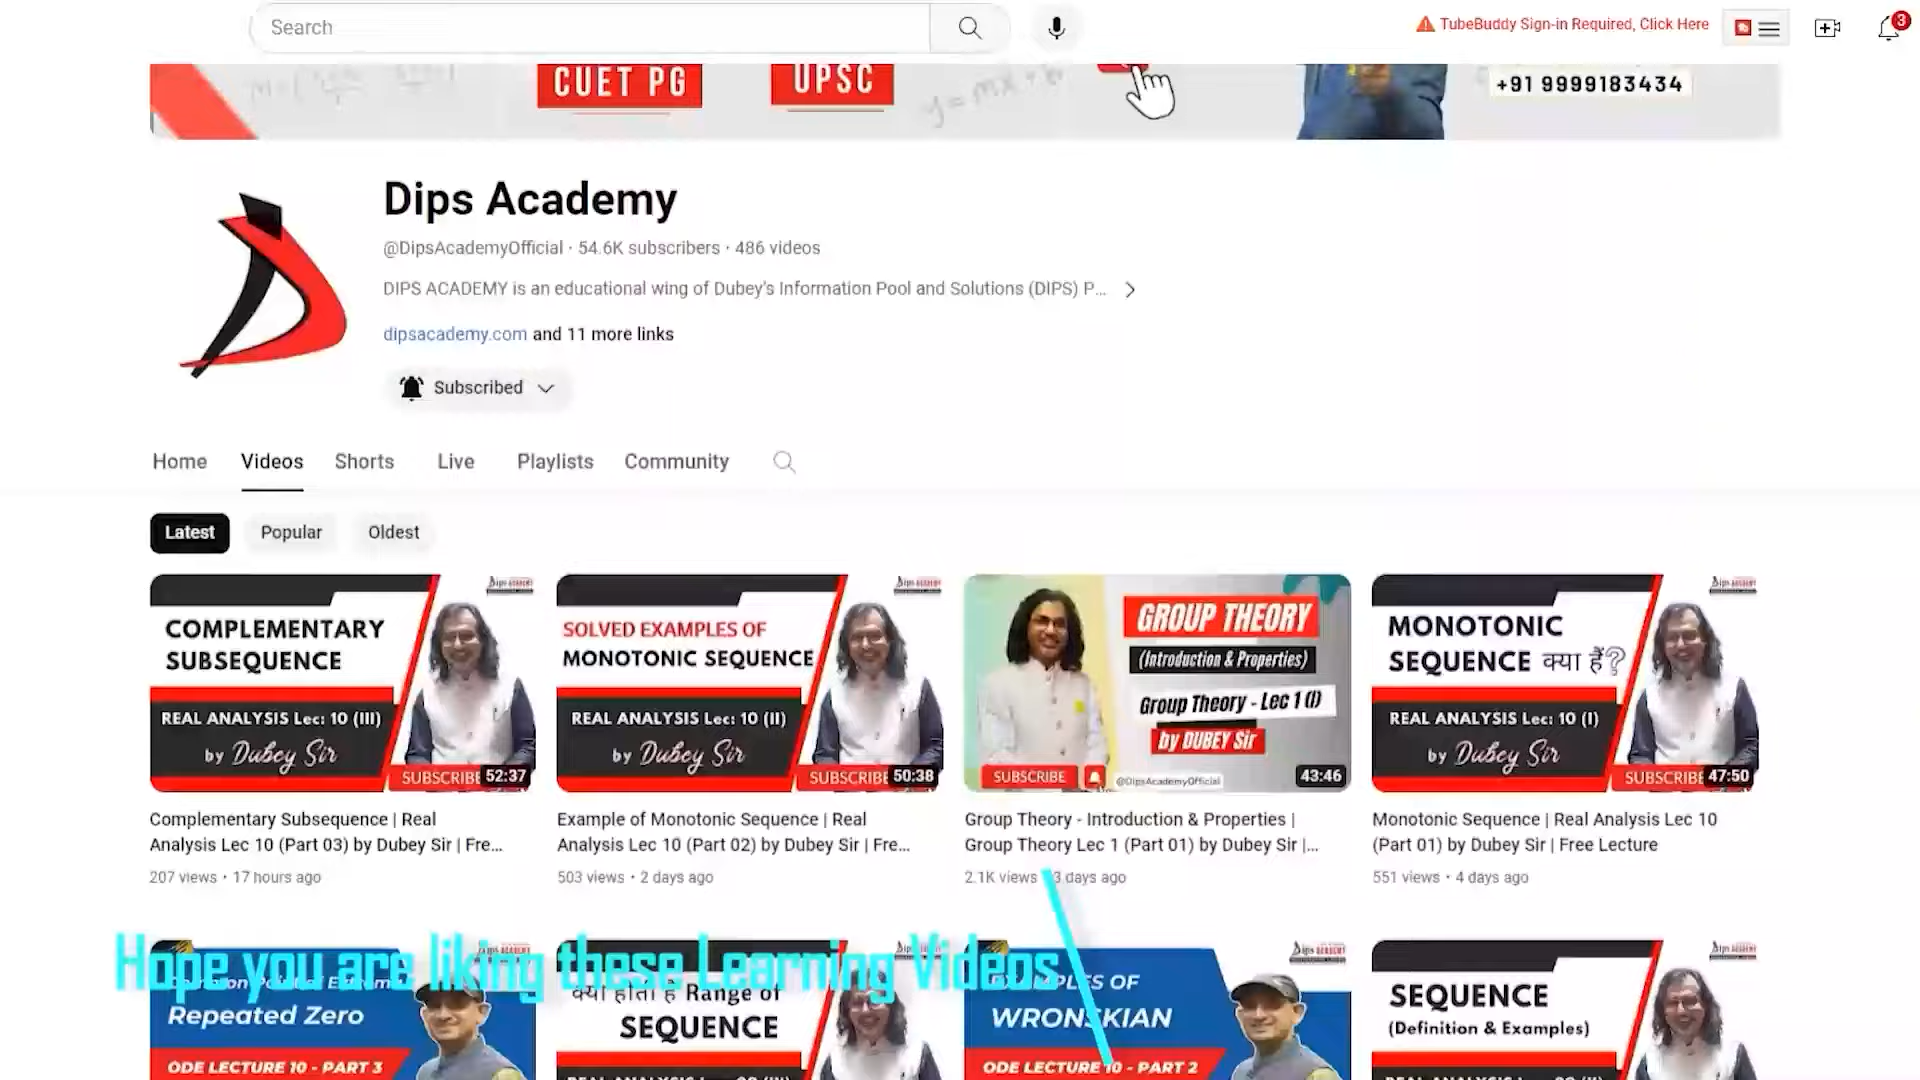 Search
TubeBuddy Sign-in Required, Click Here
3
CUET PG
UPSC
+91 9999183434
Dips Academy
@DipsAcademyOfficial · 54.6K subscribers · 486 videos
DIPS ACADEMY is an educational wing of Dubey's Information Pool and Solutions (DIPS) P...
dipsacademy.com and 11 more links
Subscribed
Home Videos Shorts Live Playlists Community
Latest Popular Oldest
COMPLEMENTARY
SUBSEQUENCE
REAL ANALYSIS Lec: 10 (III)
by Dubey Sir
SUBSCRIBE 52:37
SOLVED EXAMPLES OF
MONOTONIC SEQUENCE
REAL ANALYSIS Lec: 10 (II)
by Dubey Sir
SUBSCRIBE 50:38
GROUP THEORY
(Introduction & Properties)
Group Theory - Lec 1 (I)
by DUBEY Sir
SUBSCRIBE @DipsAcademyOfficial 43:46
MONOTONIC
SEQUENCE क्या हैं?
REAL ANALYSIS Lec: 10 (I)
by Dubey Sir
SUBSCRIBE 47:50
Complementary Subsequence | Real
Analysis Lec 10 (Part 03) by Dubey Sir | Fre...
207 views · 17 hours ago
Example of Monotonic Sequence | Real
Analysis Lec 10 (Part 02) by Dubey Sir | Fre...
503 views · 2 days ago
Group Theory - Introduction & Properties |
Group Theory Lec 1 (Part 01) by Dubey Sir |...
2.1K views 3 days ago
Monotonic Sequence | Real Analysis Lec 10
(Part 01) by Dubey Sir | Free Lecture
551 views · 4 days ago
Hope you are liking these Learning Videos
Repeated Zero
ODE LECTURE 10 - PART 3
क्या होता है Range of
SEQUENCE
EXAMPLES OF
WRONSKIAN
ODE LECTURE 10 - PART 2
SEQUENCE
(Definition & Examples)